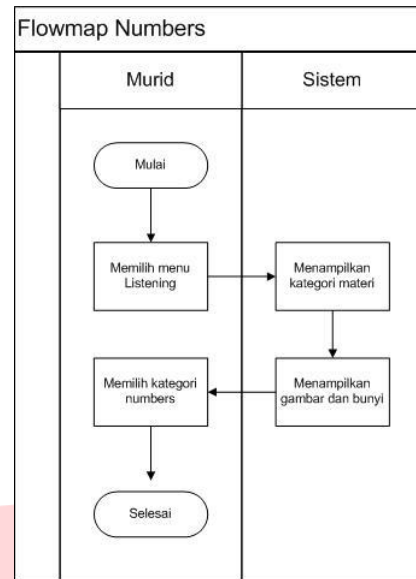 Flowmap Numbers
Murid
Sistem
Mulai
Memilih menu
Listening
Menampilkan
kategori materi
Menampilkan
gambar dan bunyi
Memilih kategori
numbers
Selesai